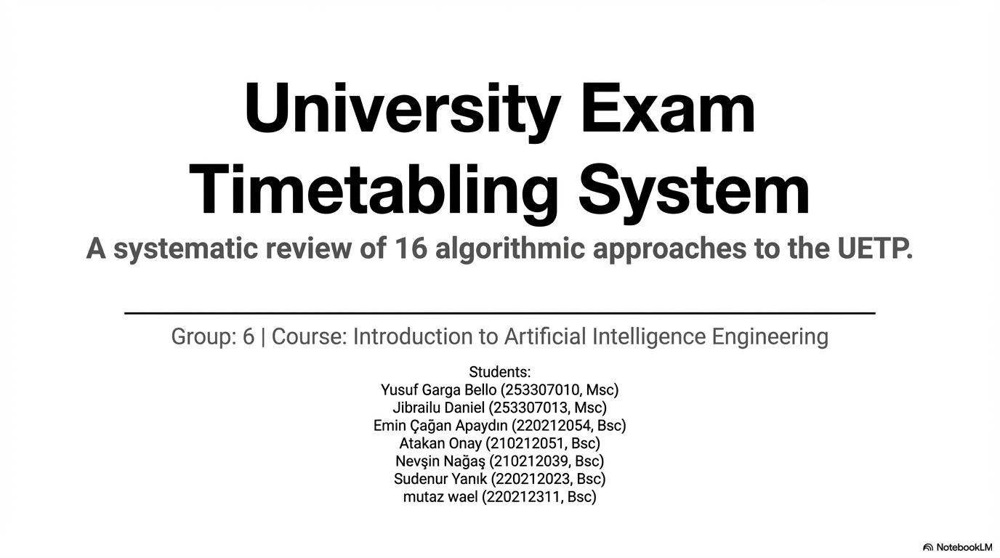 University Exam
Timetabling System
A systematic review of 16 algorithmic approaches to the UETP.
Group: 6 | Course: Introduction to Artificial Intelligence Engineering
Students:
Yusuf Garga Bello (253307010, Msc)
Jibrailu Daniel (253307013, Msc)
Emin Çağan Apaydın (220212054, Bsc)
Atakan Onay (210212051, Bsc)
Nevşin Nağaş (210212039, Bsc)
Sudenur Yanık (220212023, Bsc)
mutaz wael (220212311, Bsc)
NotebookLM